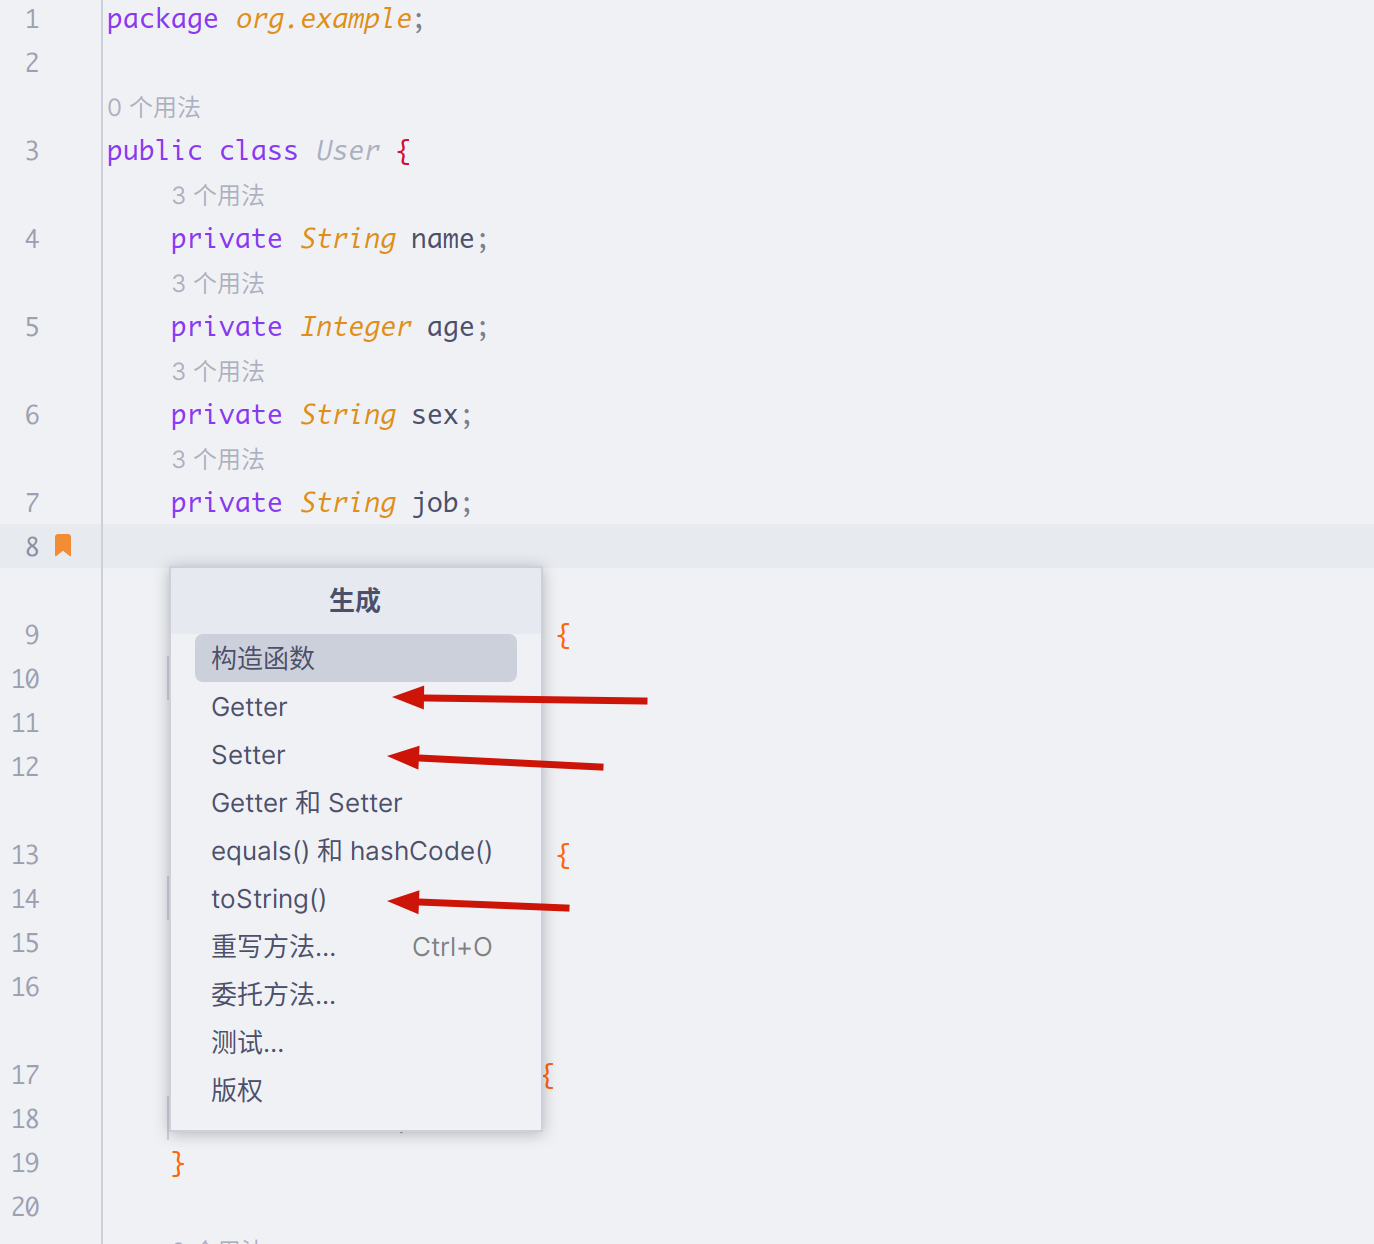 1 package org.example;
2
0 个用法
3 public class User {
3 个用法
4 private String name;
3 个用法
5 private Integer age;
3 个用法
6 private String sex;
3 个用法
7 private String job;
8
生成
9 {
构造函数
10
Getter
11
Setter
12
Getter 和 Setter
equals() 和 hashCode()
13 {
toString()
14
重写方法... Ctrl+O
15
委托方法...
16
测试...
17 {
版权
18
19 }
20
个用法